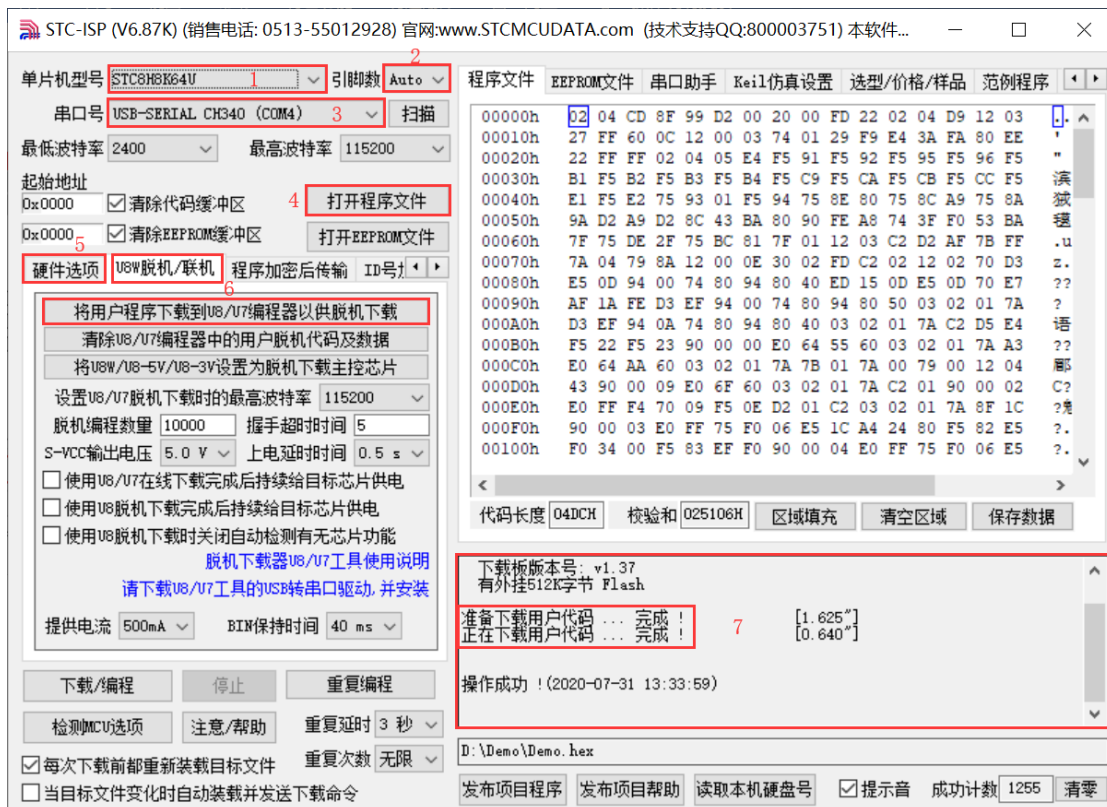 STC-ISP (V6.87K) (销售电话: 0513-55012928) 官网:www.STCMCUDATA.com (技术支持QQ:800003751) 本软件...
单片机型号 STC8H8K64U 1 引脚数 Auto 2
串口号 USB-SERIAL CH340 (COM4) 3 扫描
最低波特率 2400 最高波特率 115200
起始地址
0x0000 清除代码缓冲区 4 打开程序文件
0x0000 清除EEPROM缓冲区 打开EEPROM文件
5
硬件选项 U8W脱机/联机 程序加密后传输
6
将用户程序下载到U8/U7编程器以供脱机下载
清除U8/U7编程器中的用户脱机代码及数据
将U8W/U8-5V/U8-3V设置为脱机下载主控芯片
设置U8/U7脱机下载时的最高波特率 115200
脱机编程数量 10000 握手超时时间 5
S-VCC输出电压 5.0 V 上电延时时间 0.5 s
使用U8/U7在线下载完成后持续给目标芯片供电
使用U8脱机下载完成后持续给目标芯片供电
使用U8脱机下载时关闭自动检测有无芯片功能
脱机下载器U8/U7工具使用说明
请下载U8/U7工具的USB转串口驱动,并安装
提供电流 500mA BIN保持时间 40 ms
下载/编程 停止 重复编程
检测MCU选项 注意/帮助 重复延时 3 秒
每次下载前都重新装载目标文件 重复次数 无限
当目标文件变化时自动装载并发送下载命令
程序文件 EEPROM文件 串口助手 Keil仿真设置 选型/价格/样品 范例程序
00000h 02 04 CD 8F 99 D2 00 20 00 FD 22 02 04 D9 12 03 ..
00010h 27 FF 60 0C 12 00 03 74 01 29 F9 E4 3A FA 80 EE '
00020h 22 FF FF 02 04 05 E4 F5 91 F5 92 F5 95 F5 96 F5 "
00030h B1 F5 B2 F5 B3 F5 B4 F5 C9 F5 CA F5 CB F5 CC F5 滨
00040h E1 F5 E2 75 93 01 F5 94 75 8E 80 75 8C A9 75 8A
00050h 9A D2 A9 D2 8C 43 BA 80 90 FE A8 74 3F F0 53 BA
00060h 7F 75 DE 2F 75 BC 81 7F 01 12 03 C2 D2 AF 7B FF .u
00070h 7A 04 79 8A 12 00 0E 30 02 FD C2 02 12 02 70 D3 z.
00080h E5 0D 94 00 74 80 94 80 40 ED 15 0D E5 0D 70 E7 ??
00090h AF 1A FE D3 EF 94 00 74 80 94 80 50 03 02 01 7A ?
000A0h D3 EF 94 0A 74 80 94 80 40 03 02 01 7A C2 D5 E4 语
000B0h F5 22 F5 23 90 00 00 E0 64 55 60 03 02 01 7A A3 ??
000C0h E0 64 AA 60 03 02 01 7A 7B 01 7A 00 79 00 12 04 郿
000D0h 43 90 00 09 E0 6F 60 03 02 01 7A C2 01 90 00 02 C?
000E0h E0 FF F4 70 09 F5 0E D2 01 C2 03 02 01 7A 8F 1C
000F0h 90 00 03 E0 FF 75 F0 06 E5 1C A4 24 80 F5 82 E5 ?.
00100h F0 34 00 F5 83 EF F0 90 00 04 E0 FF 75 F0 06 E5 ?.
代码长度 04DCH 校验和 025106H 区域填充 清空区域 保存数据
下载板版本号: v1.37
有外挂512K字节 Flash
准备下载用户代码 ... 完成 ! [1.625"]
正在下载用户代码 ... 完成 ! [0.640"]
7
操作成功 !(2020-07-31 13:33:59)
D:\Demo\Demo.hex
发布项目程序 发布项目帮助 读取本机硬盘号 提示音 成功计数 1255 清零